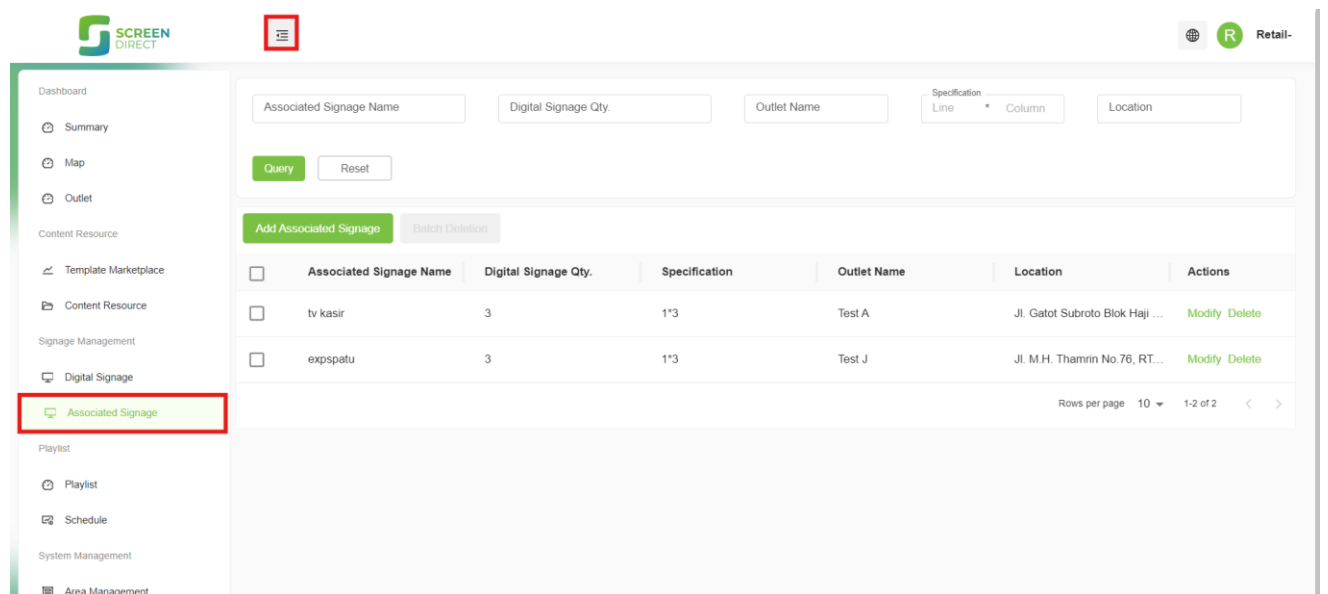 SCREEN
DIRECT
R
Retail-
Dashboard
Summary
Map
Outlet
Content Resource
Template Marketplace
Content Resource
Signage Management
Digital Signage
Associated Signage
Playlist
Playlist
Schedule
System Management
Area Management
Associated Signage Name
Digital Signage Qty.
Outlet Name
Specification
Line * Column
Location
Query
Reset
Add Associated Signage
Batch Deletion
Associated Signage Name Digital Signage Qty. Specification Outlet Name Location Actions
tv kasir 3 1*3 Test A Jl. Gatot Subroto Blok Haji ... Modify Delete
expspatu 3 1*3 Test J Jl. M.H. Thamrin No.76, RT... Modify Delete
Rows per page 10 1-2 of 2